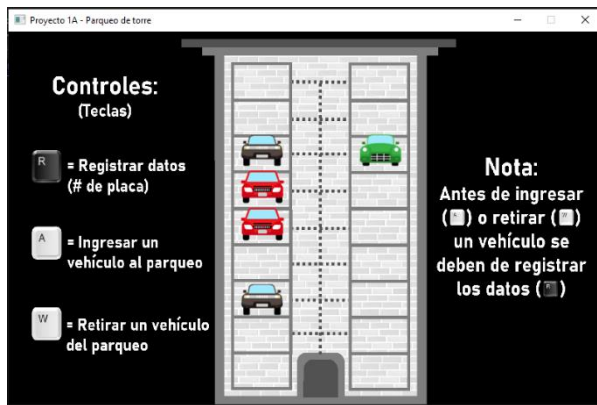 Proyecto 1A - Parqueo de torre
Controles:
(Teclas)
R
= Registrar datos
(# de placa)
A
= Ingresar un
vehículo al parqueo
W
= Retirar un vehículo
del parqueo
Nota:
Antes de ingresar
(A) o retirar (W)
un vehículo se
deben de registrar
los datos (R)